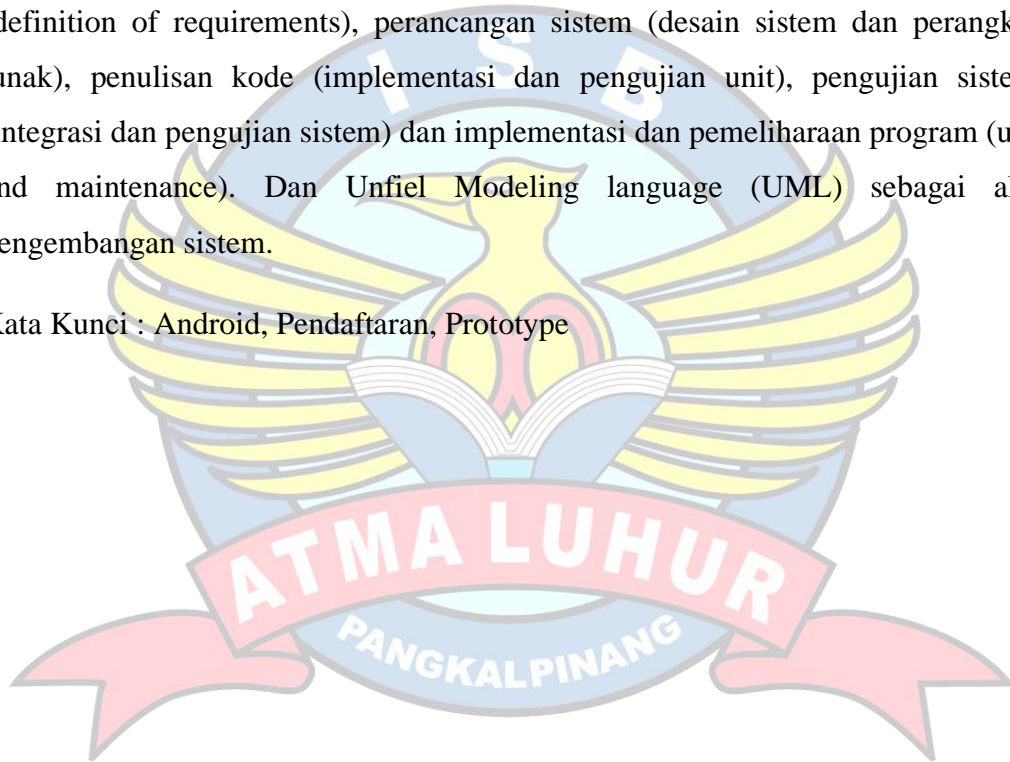 definition of requirements), perancangan sistem (desain sistem dan perangk
unak), penulisan kode (implementasi dan pengujian unit), pengujian siste
ntegrasi dan pengujian sistem) dan implementasi dan pemeliharaan program (u
nd maintenance). Dan Unfiel Modeling language (UML) sebagai al
engembangan sistem.
Kata Kunci : Android, Pendaftaran, Prototype
I S B
ATMA LUHUR
PANGKALPINANG